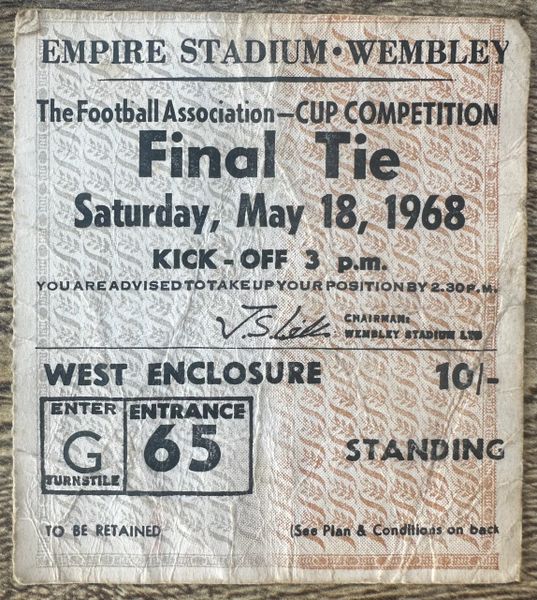 EMPIRE STADIUM • WEMBLEY
The Football Association—CUP COMPETITION
Final Tie
Saturday, May 18, 1968
KICK - OFF 3 p.m.
YOU ARE ADVISED TO TAKE UP YOUR POSITION BY 2.30 P.M.
CHAIRMAN:
WEMBLEY STADIUM LTD
WEST ENCLOSURE 10/-
ENTER
G
TURNSTILE
ENTRANCE
65
STANDING
TO BE RETAINED (See Plan & Conditions on back